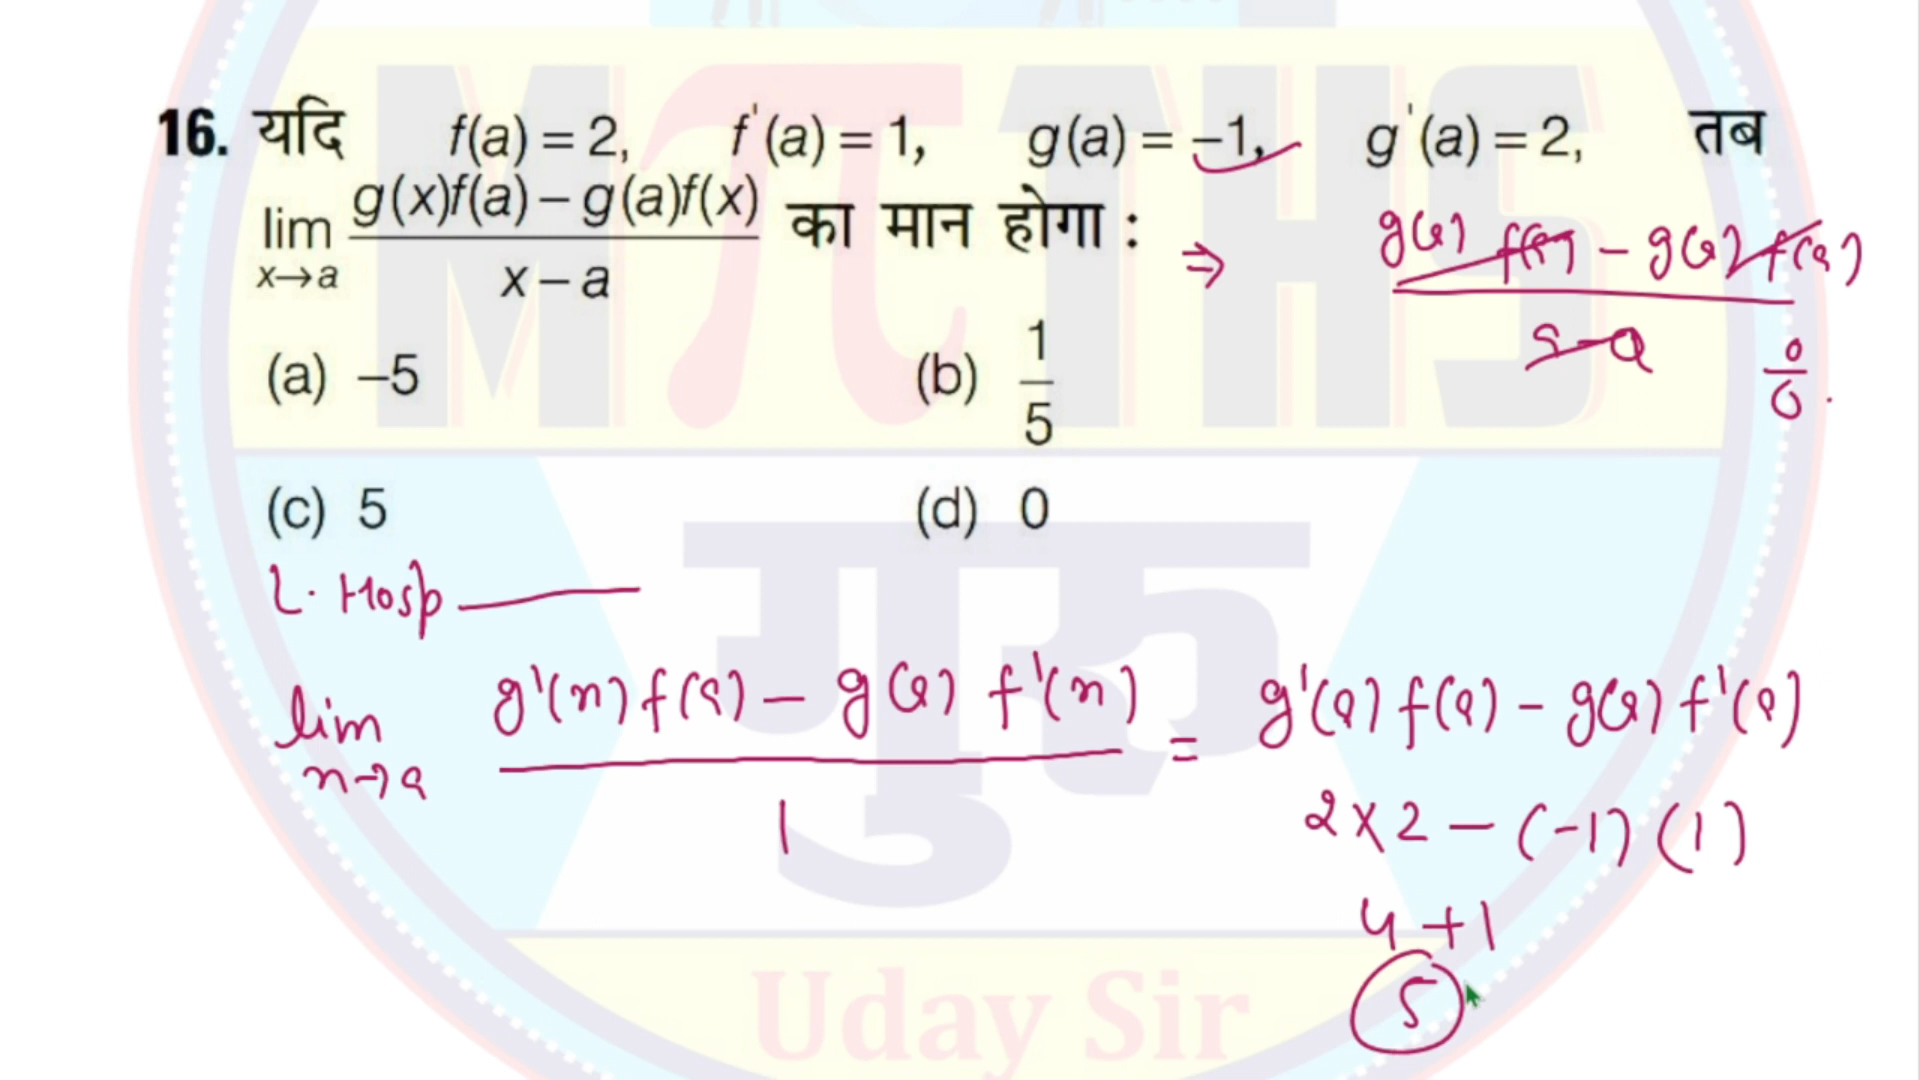 MπTHS
16. यदि f(a) = 2, f'(a) = 1, g(a) = −1, g'(a) = 2, तब
lim x→a g(x)f(a) − g(a)f(x) / x − a का मान होगा :
⇒ g(a) f(a) − g(a) f(a) / a − a
0/0
(a) −5 (b) 1/5
(c) 5 (d) 0
गुरु
L. Hosp
lim x→a g'(x) f(a) − g(a) f'(x) / 1 = g'(a) f(a) − g(a) f'(a)
2 × 2 − (−1) (1)
4 + 1
5
Uday Sir